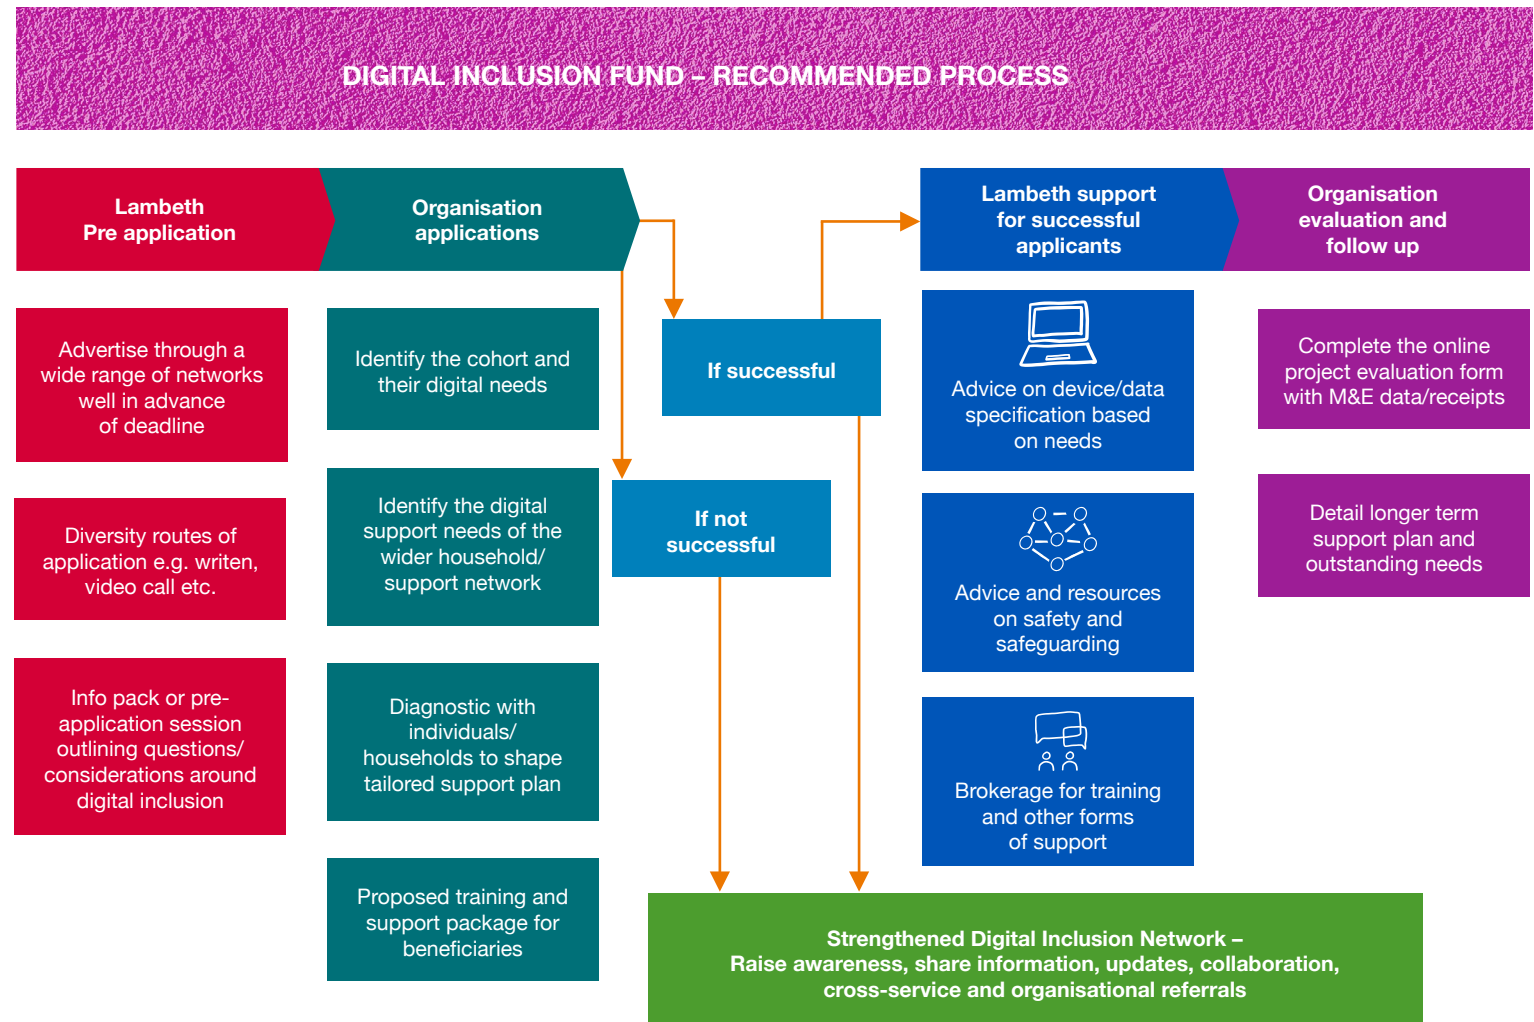 DIGITAL INCLUSION FUND – RECOMMENDED PROCESS
Lambeth
Pre application
Organisation
applications
Lambeth support
for successful
applicants
Organisation
evaluation and
follow up
Advertise through a
wide range of networks
well in advance
of deadline
Diversity routes of
application e.g. writen,
video call etc.
Info pack or pre-
application session
outlining questions/
considerations around
digital inclusion
Identify the cohort and
their digital needs
Identify the digital
support needs of the
wider household/
support network
Diagnostic with
individuals/
households to shape
tailored support plan
Proposed training and
support package for
beneficiaries
If successful
If not
successful
Advice on device/data
specification based
on needs
Advice and resources
on safety and
safeguarding
Brokerage for training
and other forms
of support
Complete the online
project evaluation form
with M&E data/receipts
Detail longer term
support plan and
outstanding needs
Strengthened Digital Inclusion Network –
Raise awareness, share information, updates, collaboration,
cross-service and organisational referrals